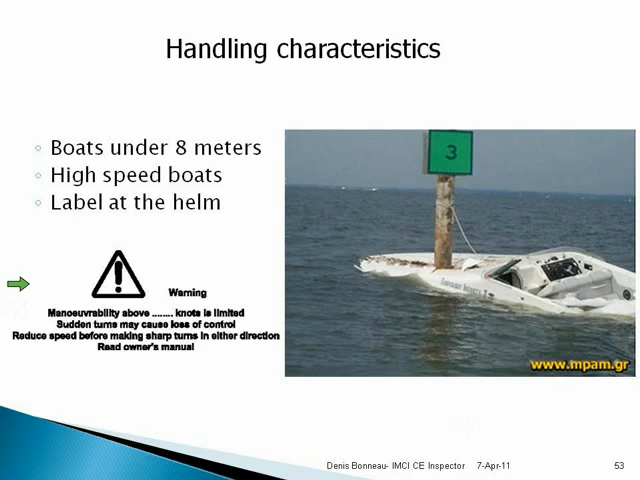 Handling characteristics
Boats under 8 meters
High speed boats
Label at the helm
Warning
Manoeuvrability above ........ knots is limited
Sudden turns may cause loss of control
Reduce speed before making sharp turns in either direction
Read owner's manual
3
www.mpam.gr
Denis Bonneau- IMCI CE Inspector 7-Apr-11 53